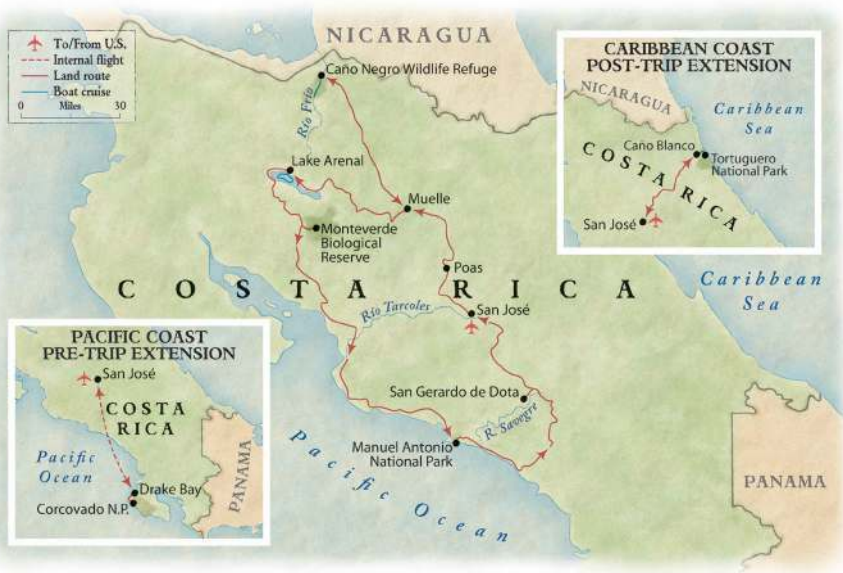 NICARAGUA
To/From U.S.
Internal flight
Land route
Boat cruise
0 Miles 30
Caño Negro Wildlife Refuge
Río Frío
Lake Arenal
Muelle
Monteverde
Biological
Reserve
Poas
COSTA RICA
Río Tarcoles
San José
Caribbean
Sea
San Gerardo de Dota
R. Savegre
Manuel Antonio
National Park
Pacific Ocean
PANAMA
CARIBBEAN COAST
POST-TRIP EXTENSION
NICARAGUA
Caribbean
Sea
Caño Blanco
Tortuguero
National Park
COSTA RICA
San José
PACIFIC COAST
PRE-TRIP EXTENSION
San José
COSTA
RICA
Pacific
Ocean
PANAMA
Drake Bay
Corcovado N.P.